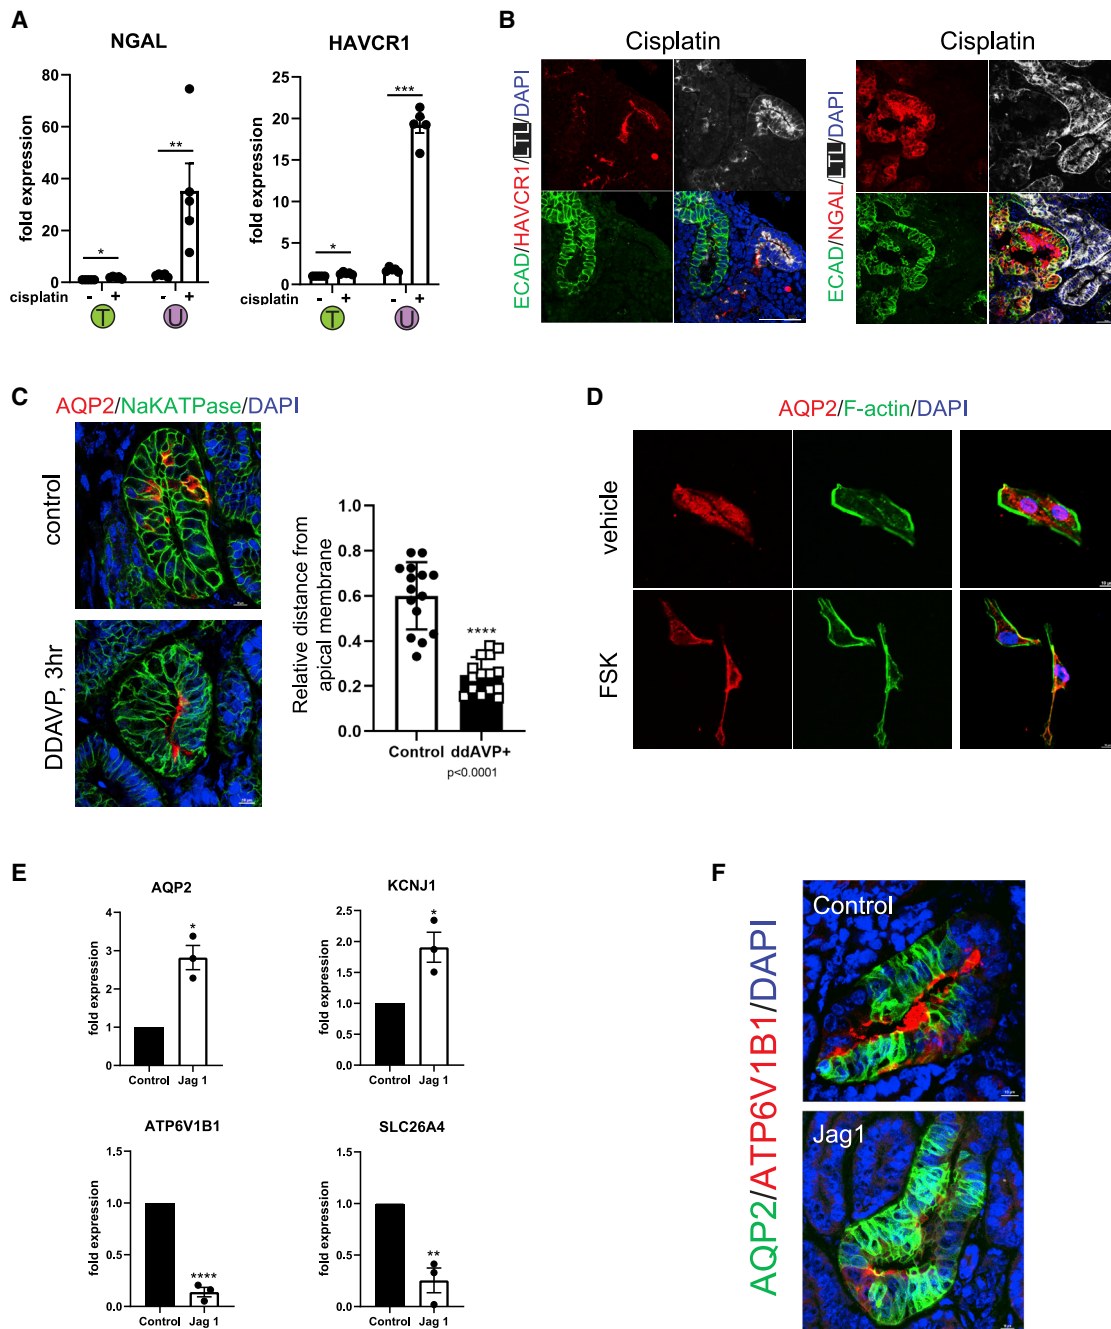 A
NGAL
HAVCR1
fold expression
80
60
40
20
0
*
**
cisplatin
-
+
-
+
T
U
fold expression
25
20
15
10
5
0
*
***
cisplatin
-
+
-
+
T
U
B
Cisplatin
ECAD/HAVCR1/LTL/DAPI
Cisplatin
ECAD/NGAL/LTL/DAPI
C
AQP2/NaKATPase/DAPI
control
DDAVP, 3hr
Relative distance from
apical membrane
1.0
0.8
0.6
0.4
0.2
0.0
****
Control
ddAVP+
p<0.0001
D
AQP2/F-actin/DAPI
vehicle
FSK
E
AQP2
fold expression
4
3
2
1
0
*
Control
Jag 1
KCNJ1
fold expression
2.5
2.0
1.5
1.0
0.5
0.0
*
Control
Jag 1
ATP6V1B1
fold expression
1.5
1.0
0.5
0.0
****
Control
Jag 1
SLC26A4
fold expression
1.5
1.0
0.5
0.0
**
Control
Jag 1
F
AQP2/ATP6V1B1/DAPI
Control
Jag1